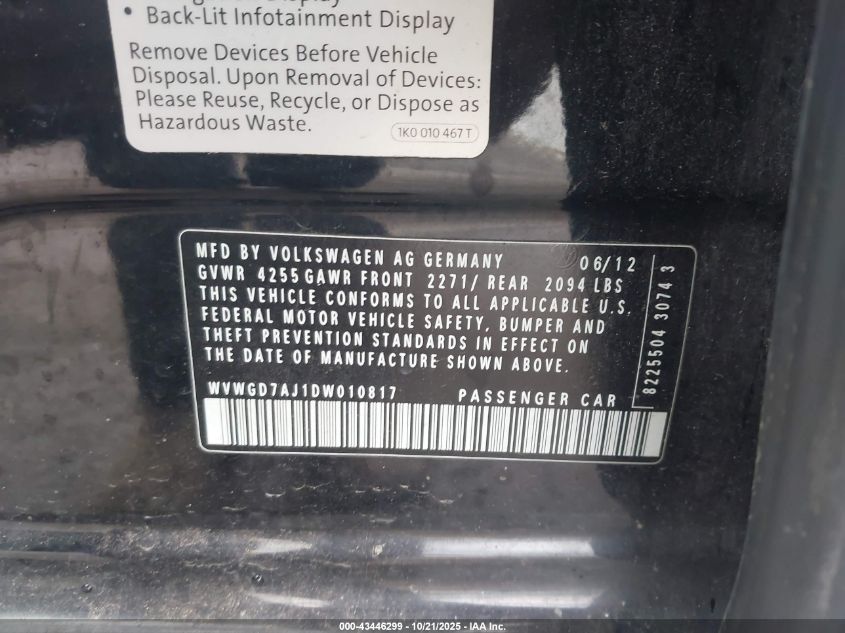 • Back-Lit Infotainment Display
Remove Devices Before Vehicle
Disposal. Upon Removal of Devices:
Please Reuse, Recycle, or Dispose as
Hazardous Waste.
1K0 010 467 T
MFD BY VOLKSWAGEN AG GERMANY 06/12
GVWR 4255 GAWR FRONT 2271/ REAR 2094 LBS
THIS VEHICLE CONFORMS TO ALL APPLICABLE U.S.
FEDERAL MOTOR VEHICLE SAFETY, BUMPER AND
THEFT PREVENTION STANDARDS IN EFFECT ON
THE DATE OF MANUFACTURE SHOWN ABOVE.
WVWGD7AJ1DW010817 PASSENGER CAR
8225504 3074 3
000-43446299 - 10/21/2025 - IAA Inc.